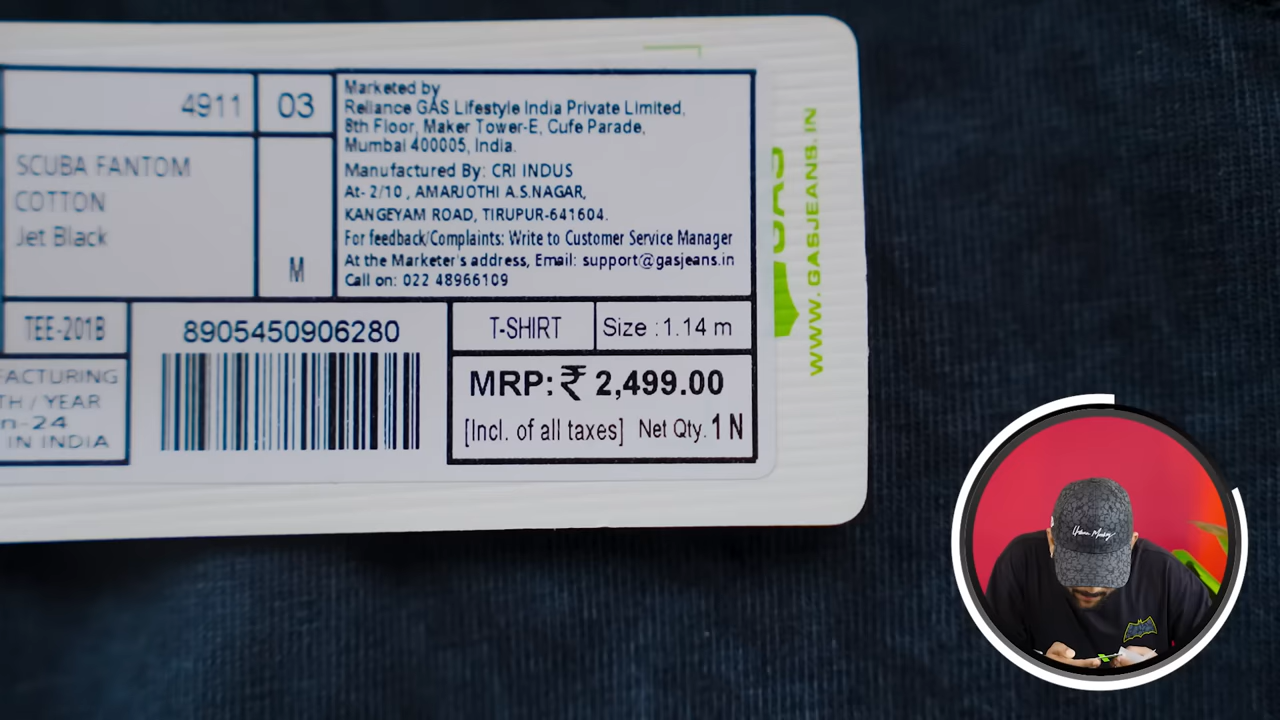 4911
03
SCUBA FANTOM
COTTON
Jet Black
M
Marketed by
Reliance GAS Lifestyle India Private Limited,
8th Floor, Maker Tower-E, Cufe Parade,
Mumbai 400005, India.
Manufactured By: CRI INDUS
At- 2/10 , AMARJOTHI A.S.NAGAR,
KANGEYAM ROAD, TIRUPUR-641604.
For feedback/Complaints: Write to Customer Service Manager
At the Marketer's address, Email: support@gasjeans.in
Call on: 022 48966109
TEE-201B
8905450906280
T-SHIRT
Size :1.14 m
FACTURING
TH / YEAR
n-24
IN INDIA
MRP:₹ 2,499.00
[Incl. of all taxes] Net Qty.1 N
GAS
WWW.GASJEANS.IN